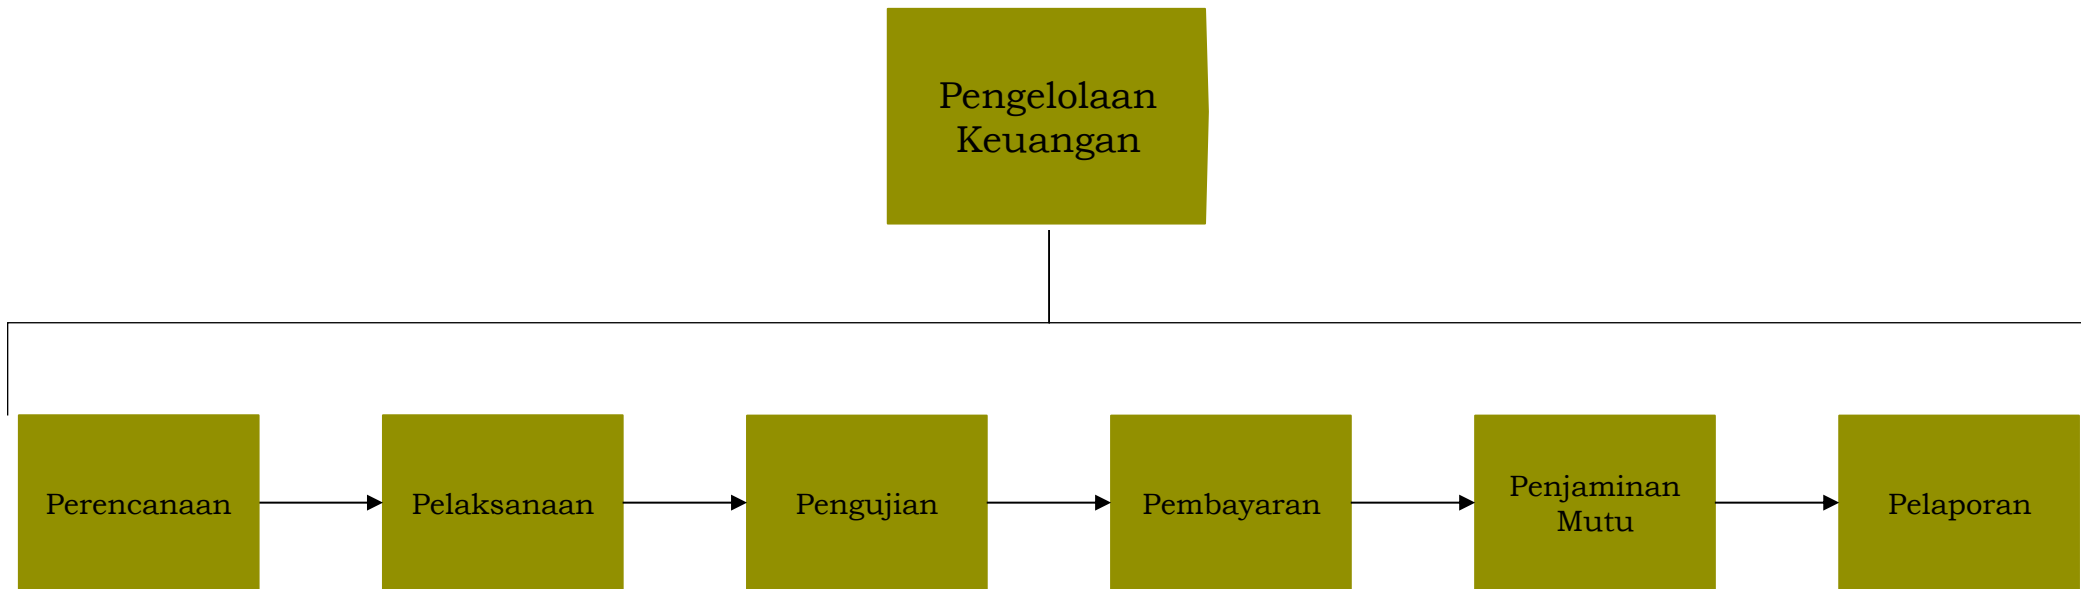 Pengelolaan
Keuangan
Perencanaan
Pelaksanaan
Pengujian
Pembayaran
Penjaminan
Mutu
Pelaporan